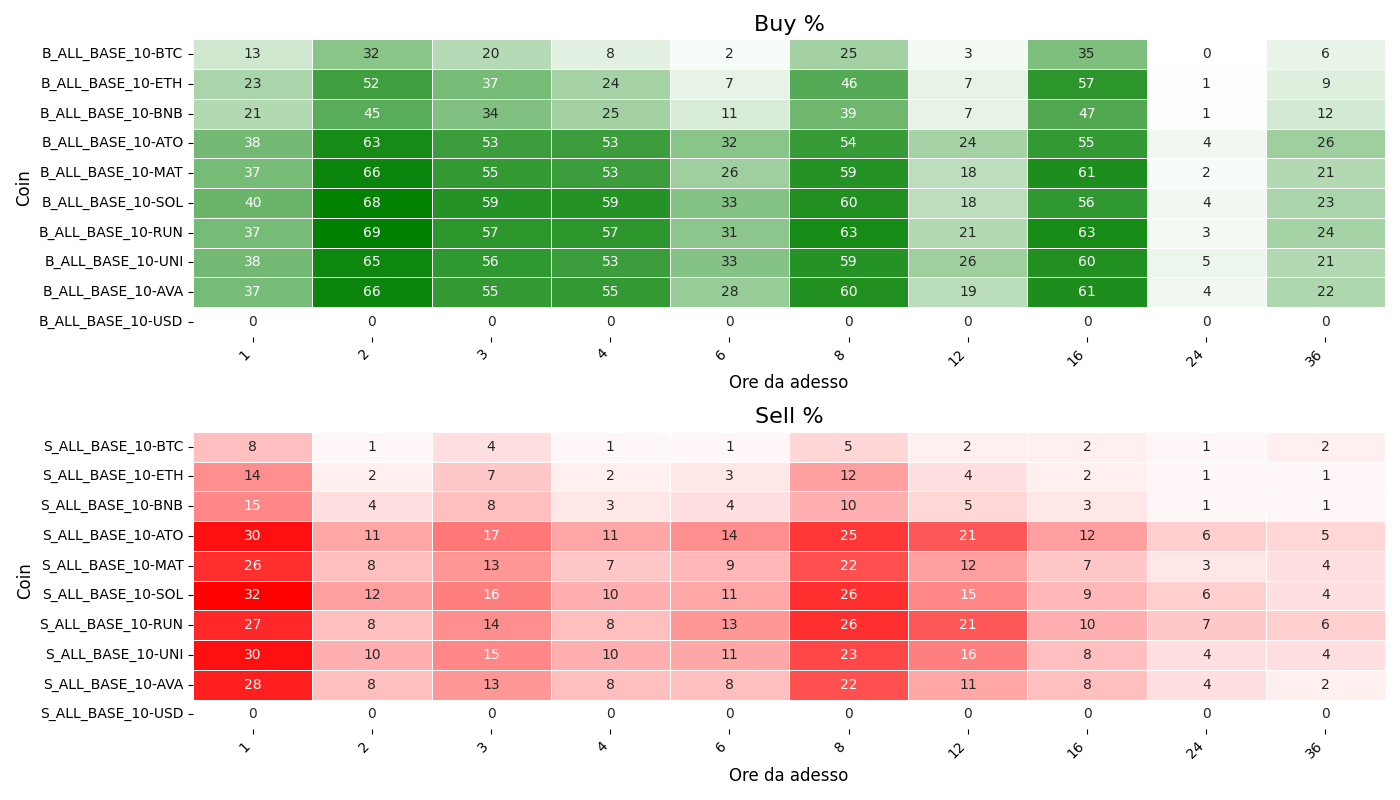 Buy %
Coin
B_ALL_BASE_10-BTC 13 32 20 8 2 25 3 35 0 6
B_ALL_BASE_10-ETH 23 52 37 24 7 46 7 57 1 9
B_ALL_BASE_10-BNB 21 45 34 25 11 39 7 47 1 12
B_ALL_BASE_10-ATO 38 63 53 53 32 54 24 55 4 26
B_ALL_BASE_10-MAT 37 66 55 53 26 59 18 61 2 21
B_ALL_BASE_10-SOL 40 68 59 59 33 60 18 56 4 23
B_ALL_BASE_10-RUN 37 69 57 57 31 63 21 63 3 24
B_ALL_BASE_10-UNI 38 65 56 53 33 59 26 60 5 21
B_ALL_BASE_10-AVA 37 66 55 55 28 60 19 61 4 22
B_ALL_BASE_10-USD 0 0 0 0 0 0 0 0 0 0
1 2 3 4 6 8 12 16 24 36
Ore da adesso
Sell %
Coin
S_ALL_BASE_10-BTC 8 1 4 1 1 5 2 2 1 2
S_ALL_BASE_10-ETH 14 2 7 2 3 12 4 2 1 1
S_ALL_BASE_10-BNB 15 4 8 3 4 10 5 3 1 1
S_ALL_BASE_10-ATO 30 11 17 11 14 25 21 12 6 5
S_ALL_BASE_10-MAT 26 8 13 7 9 22 12 7 3 4
S_ALL_BASE_10-SOL 32 12 16 10 11 26 15 9 6 4
S_ALL_BASE_10-RUN 27 8 14 8 13 26 21 10 7 6
S_ALL_BASE_10-UNI 30 10 15 10 11 23 16 8 4 4
S_ALL_BASE_10-AVA 28 8 13 8 8 22 11 8 4 2
S_ALL_BASE_10-USD 0 0 0 0 0 0 0 0 0 0
1 2 3 4 6 8 12 16 24 36
Ore da adesso